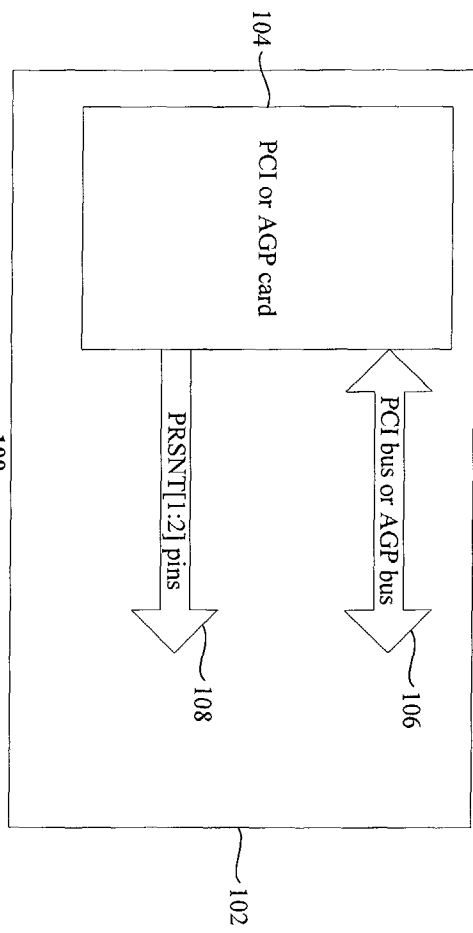 104
PCI or AGP card
PCI bus or AGP bus
106
PRSNT[1:2] pins
108
102